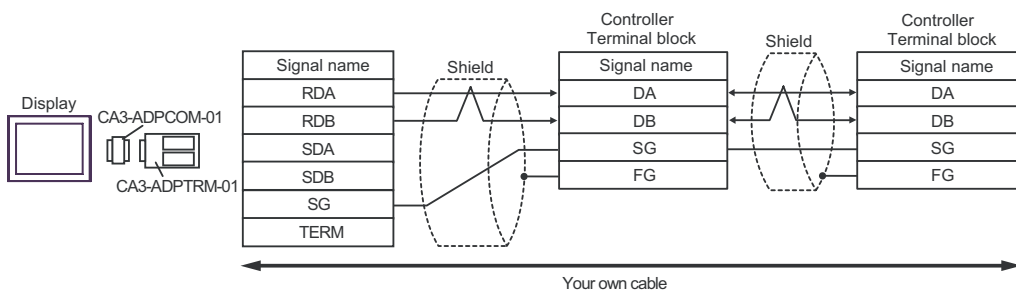 Display
CA3-ADPCOM-01
CA3-ADPTRM-01
Signal name
RDA
RDB
SDA
SDB
SG
TERM
Shield
Controller
Terminal block
Signal name
DA
DB
SG
FG
Shield
Controller
Terminal block
Signal name
DA
DB
SG
FG
Your own cable